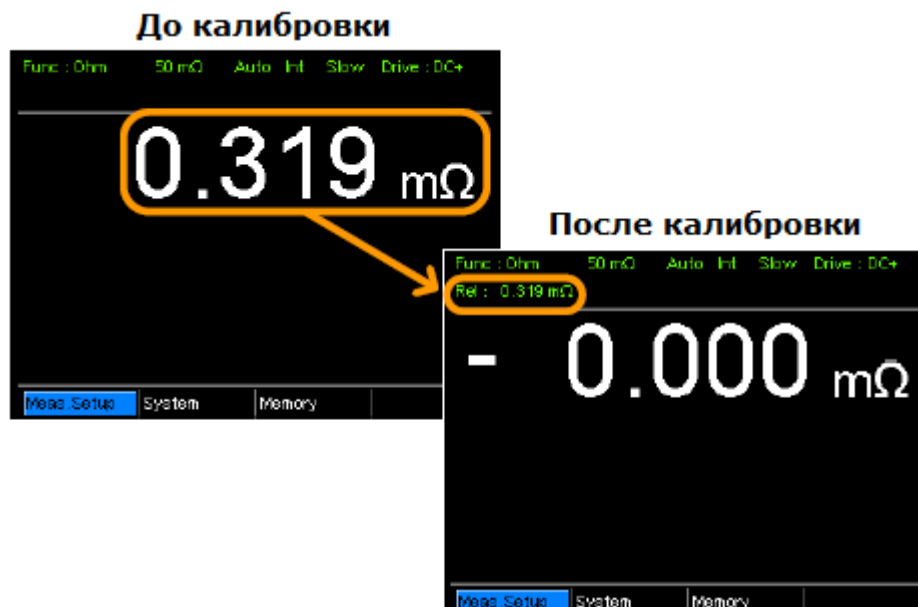 До калибровки
Func : Ohm 50 mΩ Auto Int Slow Drive : DC+
0.319 mΩ
Meas.Setup System Memory
После калибровки
Func : Ohm 50 mΩ Auto Int Slow Drive : DC+
Rel : 0.319 mΩ
- 0.000 mΩ
Meas.Setup System Memory